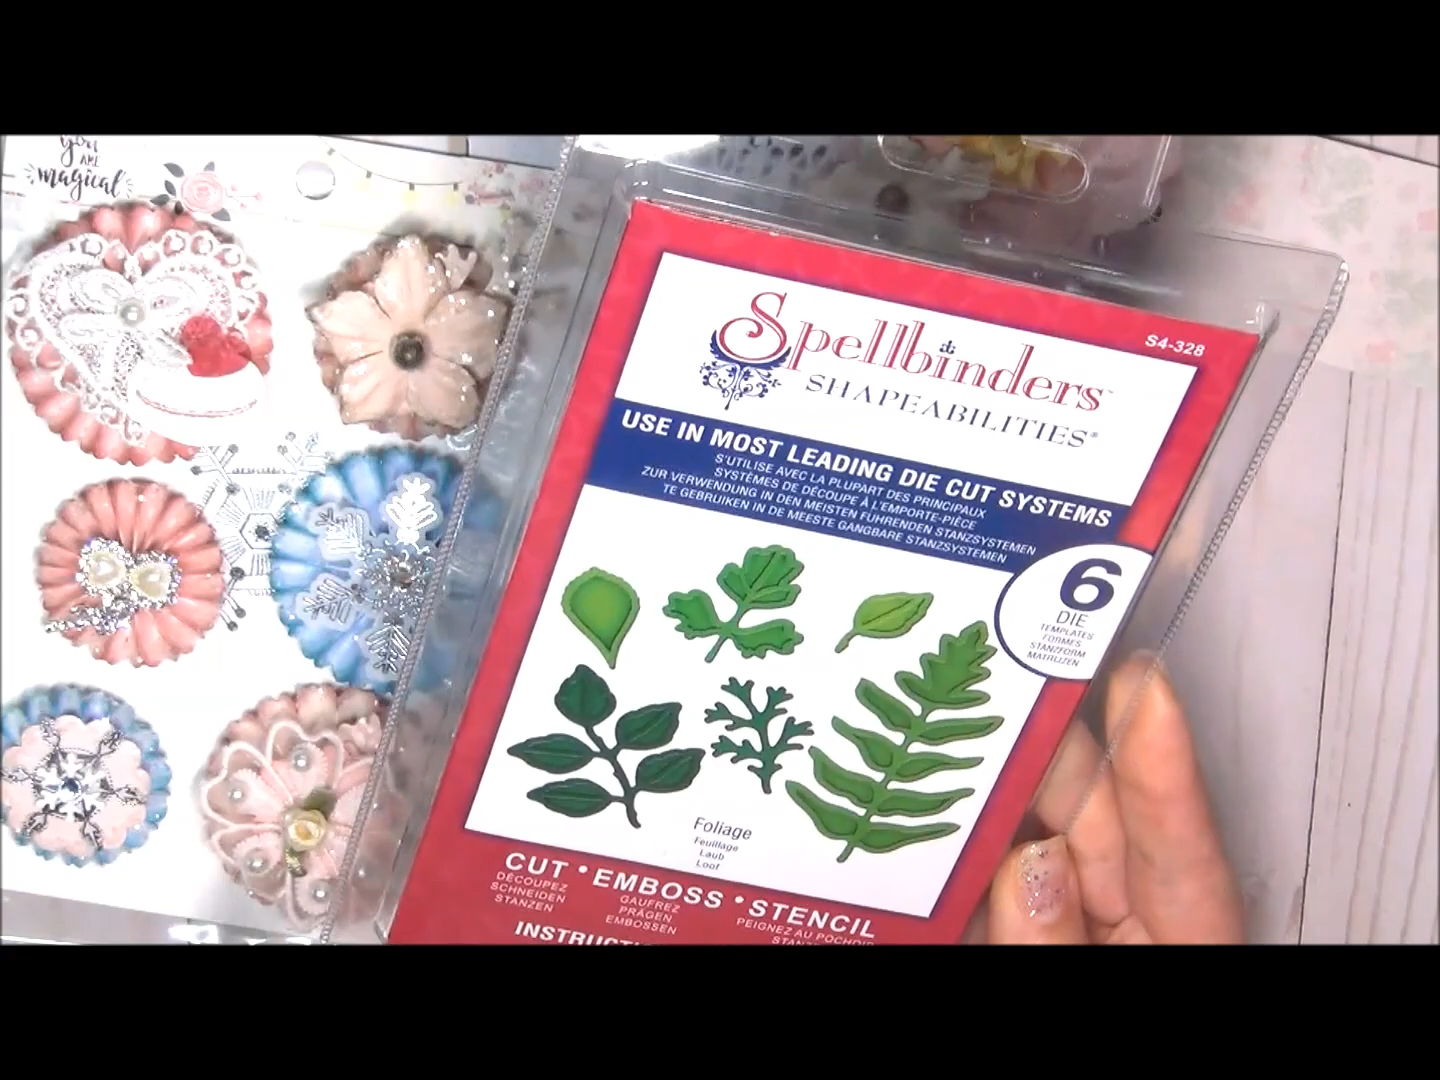 you
ARE
magical
Spellbinders™
SHAPEABILITIES®
S4-328
USE IN MOST LEADING DIE CUT SYSTEMS
S'UTILISE AVEC LA PLUPART DES PRINCIPAUX
SYSTÈMES DE DÉCOUPE À L'EMPORTE-PIÈCE
ZUR VERWENDUNG IN DEN MEISTEN FÜHRENDEN STANZSYSTEMEN
TE GEBRUIKEN IN DE MEESTE GANGBARE STANZSYSTEMEN
6
DIE
TEMPLATES
FORMES
STANZFORM
MATRIJZEN
Foliage
Feuillage
Laub
Loof
CUT • EMBOSS • STENCIL
DÉCOUPEZ GAUFREZ PEIGNEZ AU POCHOIR
SCHNEIDEN PRÄGEN
STANZEN EMBOSSEN